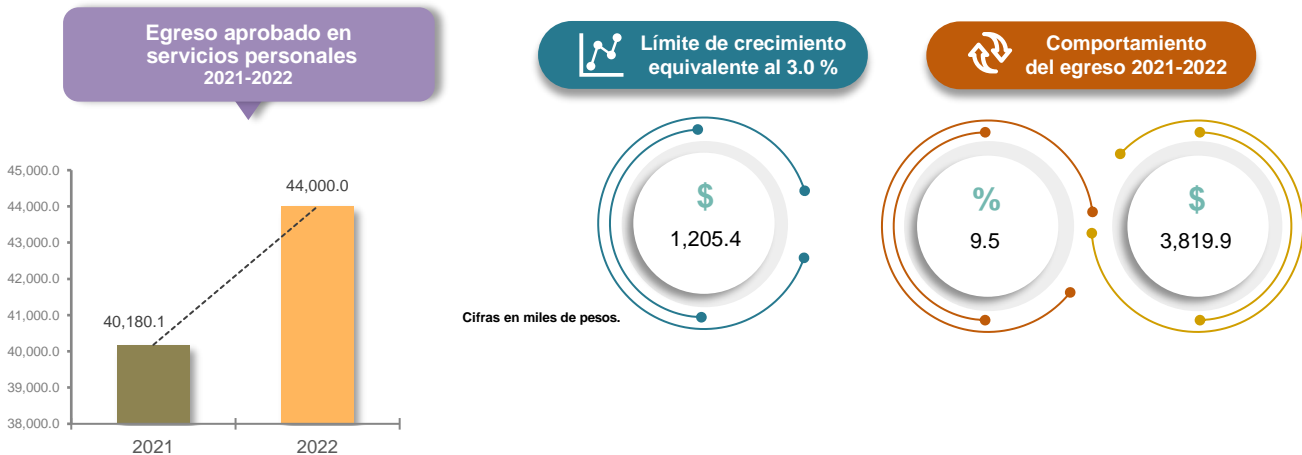 Egreso aprobado en
servicios personales
2021-2022
Límite de crecimiento
equivalente al 3.0 %
Comportamiento
del egreso 2021-2022
45,000.0
44,000.0
43,000.0
42,000.0
41,000.0
40,000.0
39,000.0
38,000.0
40,180.1
44,000.0
2021
2022
$
1,205.4
%
9.5
$
3,819.9
Cifras en miles de pesos.